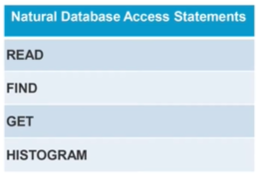 Natural Database Access Statements
READ
FIND
GET
HISTOGRAM